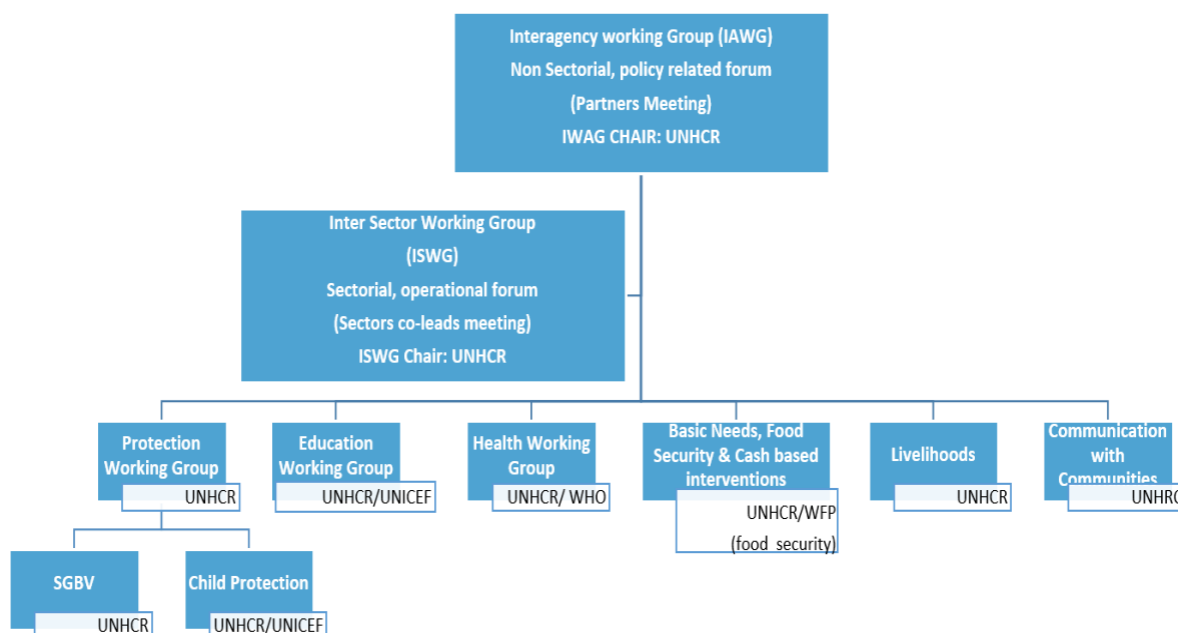 Interagency working Group (IAWG)
Non Sectorial, policy related forum
(Partners Meeting)
IWAG CHAIR: UNHCR
Inter Sector Working Group
(ISWG)
Sectorial, operational forum
(Sectors co-leads meeting)
ISWG Chair: UNHCR
Protection
Working Group
UNHCR
Education
Working Group
UNHCR/UNICEF
Health Working
Group
UNHCR/ WHO
Basic Needs, Food
Security & Cash based
interventions
UNHCR/WFP
(food security)
Livelihoods
UNHCR
Communication
with
Communities
UNHRC
SGBV
UNHCR
Child Protection
UNHCR/UNICEF